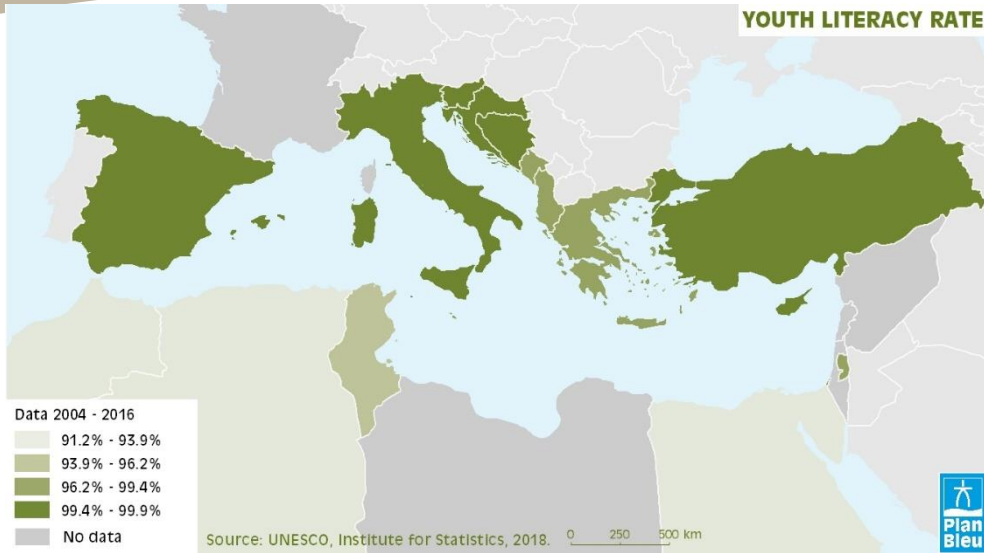 YOUTH LITERACY RATE
Data 2004 - 2016
91.2% - 93.9%
93.9% - 96.2%
96.2% - 99.4%
99.4% - 99.9%
No data
Source: UNESCO, Institute for Statistics, 2018.
0 250 500 km
Plan
Bleu